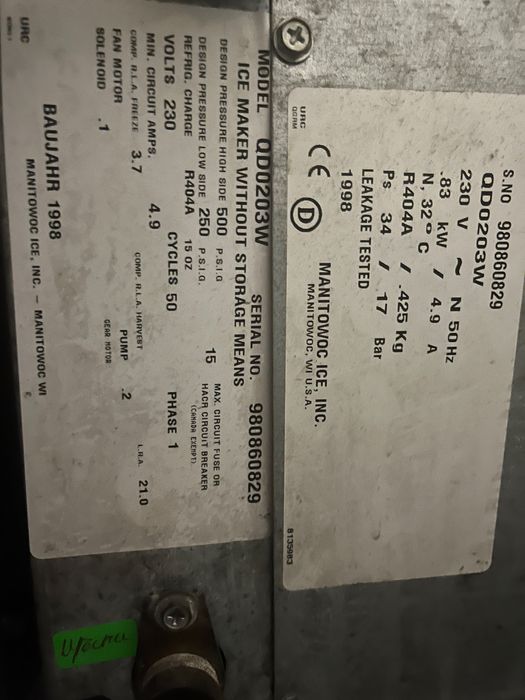 MODEL QD0203W SERIAL NO. 980860829
ICE MAKER WITHOUT STORAGE MEANS
DESIGN PRESSURE HIGH SIDE 500 P.S.I.G
DESIGN PRESSURE LOW SIDE 250 P.S.I.G.
REFRIG. CHARGE R404A 15 OZ
15 MAX. CIRCUIT FUSE OR
HACR CIRCUIT BREAKER
(CANADA EXEMPT)
VOLTS 230 CYCLES 50 PHASE 1
MIN. CIRCUIT AMPS. 4.9
COMP. R.L.A. FREEZE 3.7 COMP. R.L.A. HARVEST L.R.A. 21.0
FAN MOTOR PUMP .2
SOLENOID .1 GEAR MOTOR
BAUJAHR 1998
MANITOWOC ICE, INC. – MANITOWOC WI
URC
S.NO 980860829
QD0203W
230 V ~ N 50 Hz
.83 kW / 4.9 A
N, 32° C
R404A / .425 Kg
Ps 34 / 17 Bar
LEAKAGE TESTED
1998
CE D MANITOWOC ICE, INC.
MANITOWOC, WI U.S.A.
URC
8135983